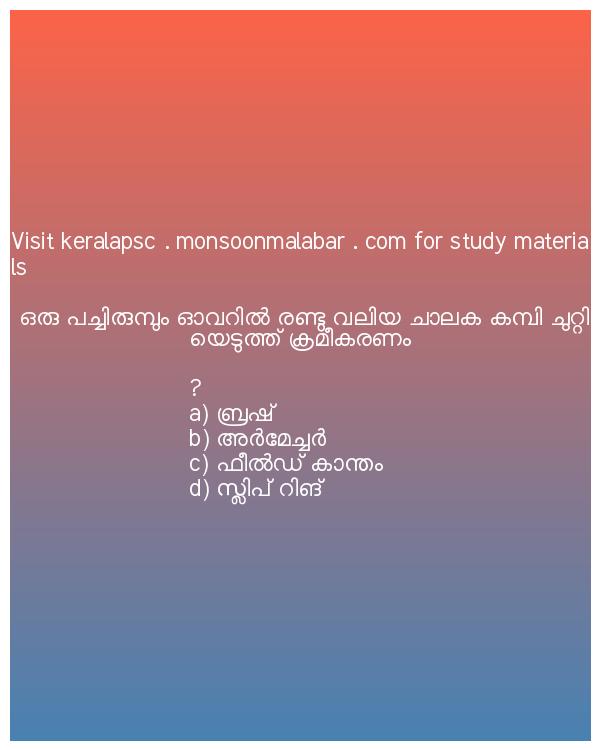 Visit keralapsc . monsoonmalabar . com for study materia
ls
ഒരു പച്ചിരുമ്പും ഓവറിൽ രണ്ടു വലിയ ചാലക കമ്പി ചുറ്റി
യെടുത്ത് ക്രമീകരണം
?
a) ബ്രഷ്
b) അർമേച്ചർ
c) ഫീൽഡ് കാന്തം
d) സ്ലിപ് റിങ്